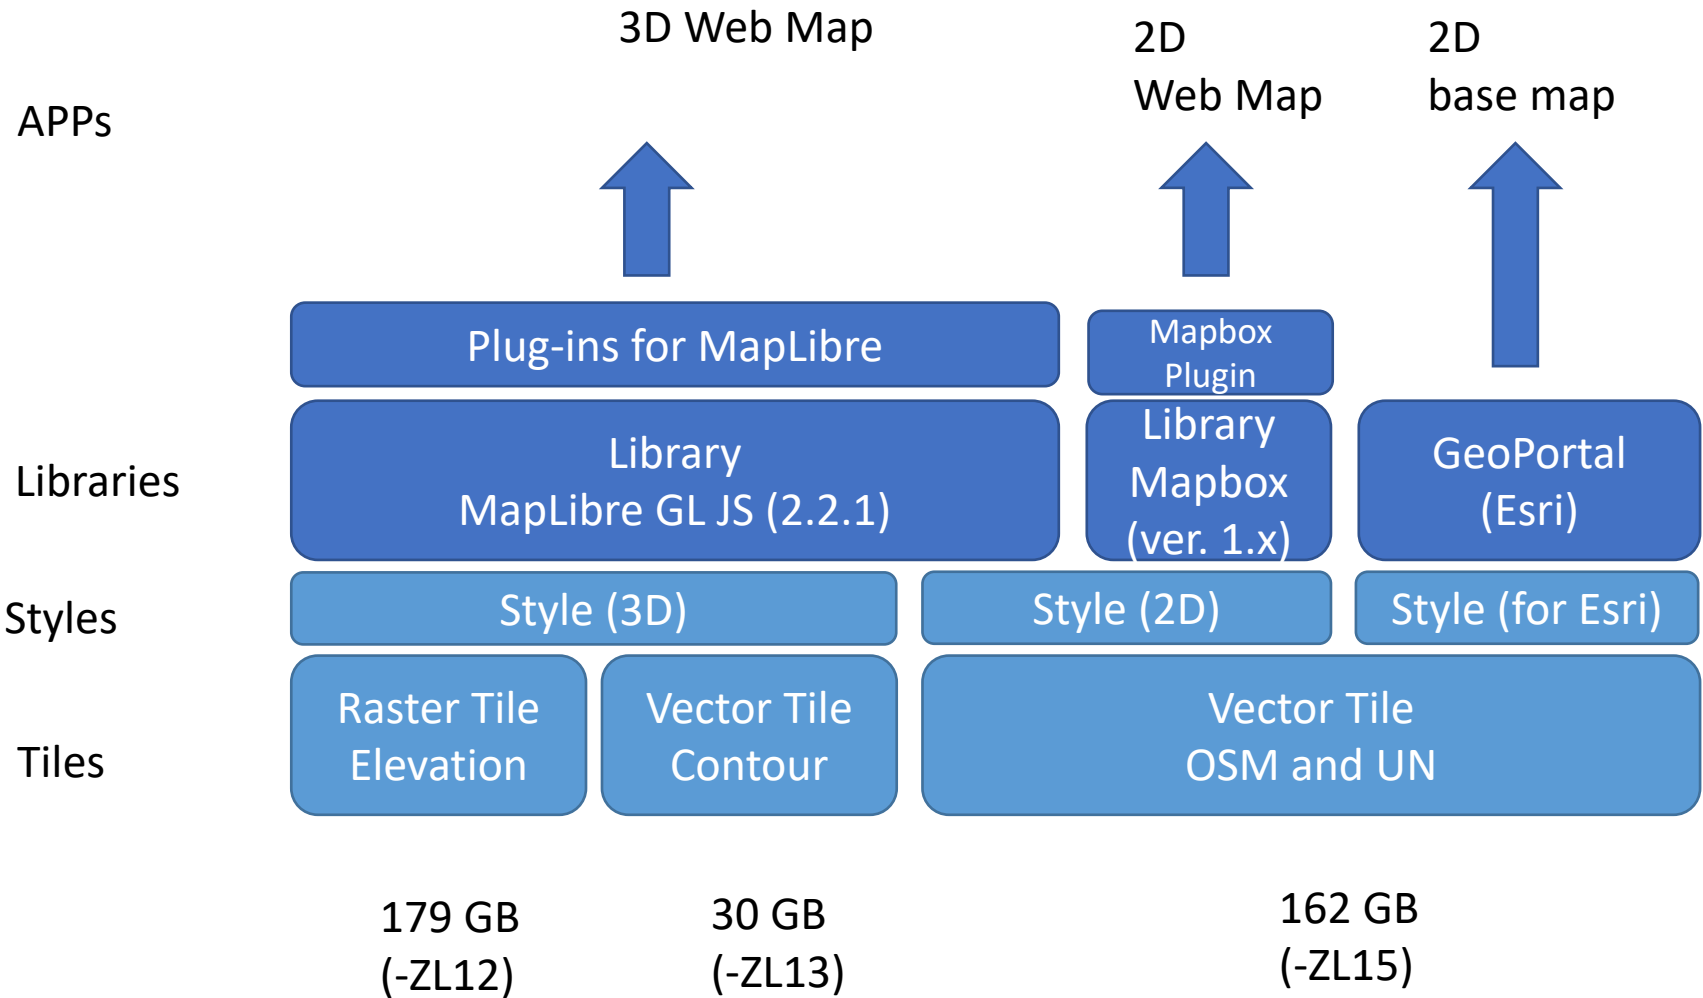 3D Web Map
2D
Web Map
2D
base map
APPs
Plug-ins for MapLibre
Mapbox
Plugin
Libraries
Library
MapLibre GL JS (2.2.1)
Library
Mapbox
(ver. 1.x)
GeoPortal
(Esri)
Styles
Style (3D)
Style (2D)
Style (for Esri)
Tiles
Raster Tile
Elevation
Vector Tile
Contour
Vector Tile
OSM and UN
179 GB
(-ZL12)
30 GB
(-ZL13)
162 GB
(-ZL15)